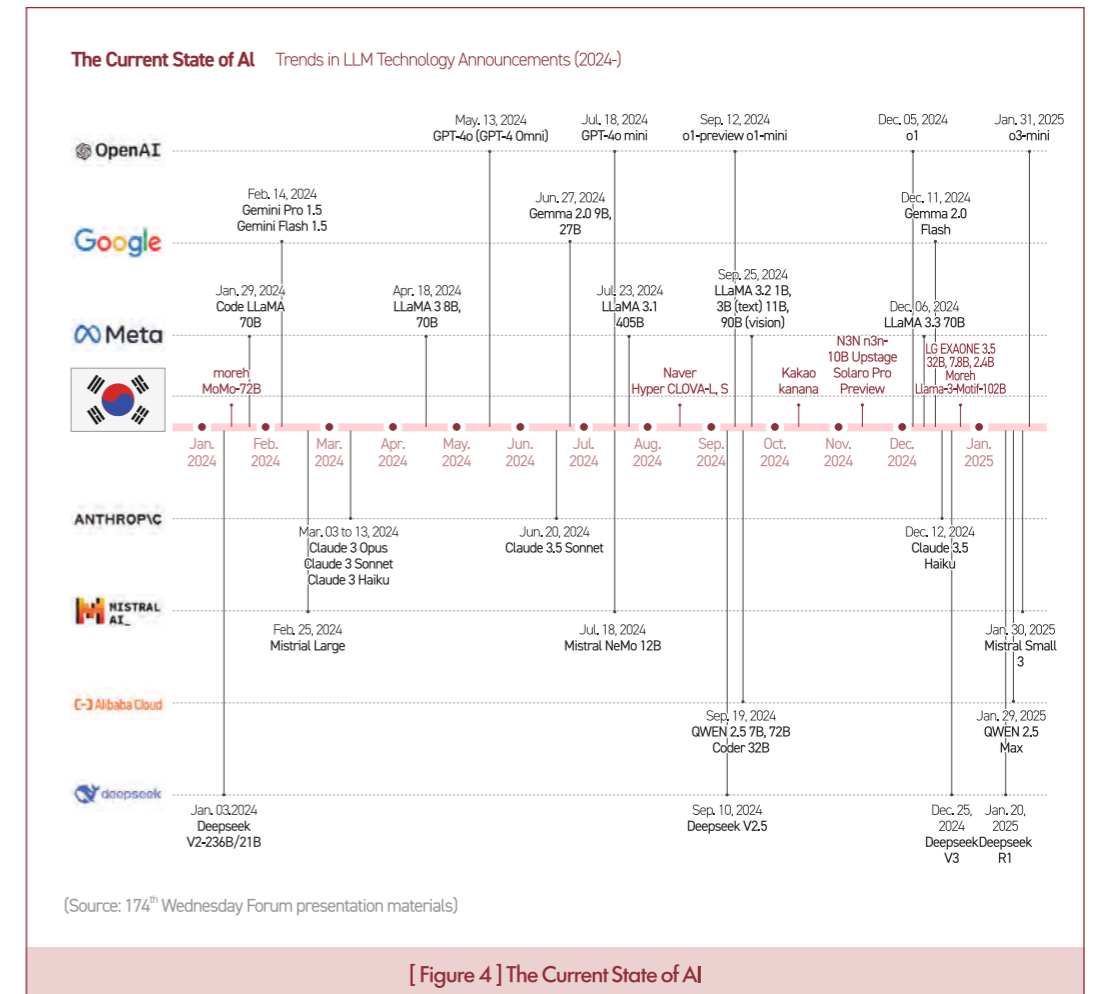 The Current State of AI Trends in LLM Technology Announcements (2024-)
OpenAI
May. 13, 2024
GPT-4o (GPT-4 Omni)
Jul. 18, 2024
GPT-4o mini
Sep. 12, 2024
o1-preview o1-mini
Dec. 05, 2024
o1
Jan. 31, 2025
o3-mini
Google
Feb. 14, 2024
Gemini Pro 1.5
Gemini Flash 1.5
Jun. 27, 2024
Gemma 2.0 9B,
27B
Dec. 11, 2024
Gemma 2.0
Flash
Meta
Jan. 29, 2024
Code LLaMA
70B
Apr. 18, 2024
LLaMA 3 8B,
70B
Jul. 23, 2024
LLaMA 3.1
405B
Sep. 25, 2024
LLaMA 3.2 1B,
3B (text) 11B,
90B (vision)
Dec. 06, 2024
LLaMA 3.3 70B
moreh
MoMo-72B
Naver
Hyper CLOVA-L, S
Kakao
kanana
N3N n3n-
10B Upstage
Solaro Pro
Preview
LG EXAONE 3.5
32B, 7.8B, 2.4B
Moreh
Llama-3-Motif-102B
Jan.
2024
Feb.
2024
Mar.
2024
Apr.
2024
May.
2024
Jun.
2024
Jul.
2024
Aug.
2024
Sep.
2024
Oct.
2024
Nov.
2024
Dec.
2024
Jan.
2025
ANTHROP\C
Mar. 03 to 13, 2024
Claude 3 Opus
Claude 3 Sonnet
Claude 3 Haiku
Jun. 20, 2024
Claude 3.5 Sonnet
Dec. 12, 2024
Claude 3.5
Haiku
MISTRAL
AI_
Feb. 25, 2024
Mistrial Large
Jul. 18, 2024
Mistral NeMo 12B
Jan. 30, 2025
Mistral Small
3
Alibaba Cloud
Sep. 19, 2024
QWEN 2.5 7B, 72B
Coder 32B
Jan. 29, 2025
QWEN 2.5
Max
deepseek
Jan. 03.2024
Deepseek
V2-236B/21B
Sep. 10, 2024
Deepseek V2.5
Dec. 25,
2024
Deepseek
V3
Jan. 20,
2025
Deepseek
R1
(Source: 174th Wednesday Forum presentation materials)
[ Figure 4 ] The Current State of AI